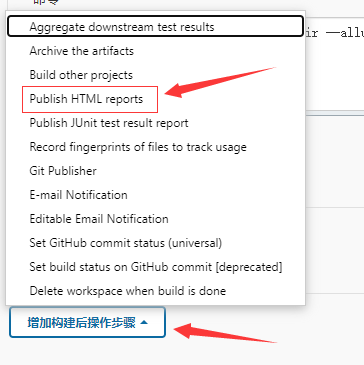 命令
Aggregate downstream test results
Archive the artifacts
Build other projects
Publish HTML reports
Publish JUnit test result report
Record fingerprints of files to track usage
Git Publisher
E-mail Notification
Editable Email Notification
Set GitHub commit status (universal)
Set build status on GitHub commit [deprecated]
Delete workspace when build is done
ir --allu
增加构建后操作步骤